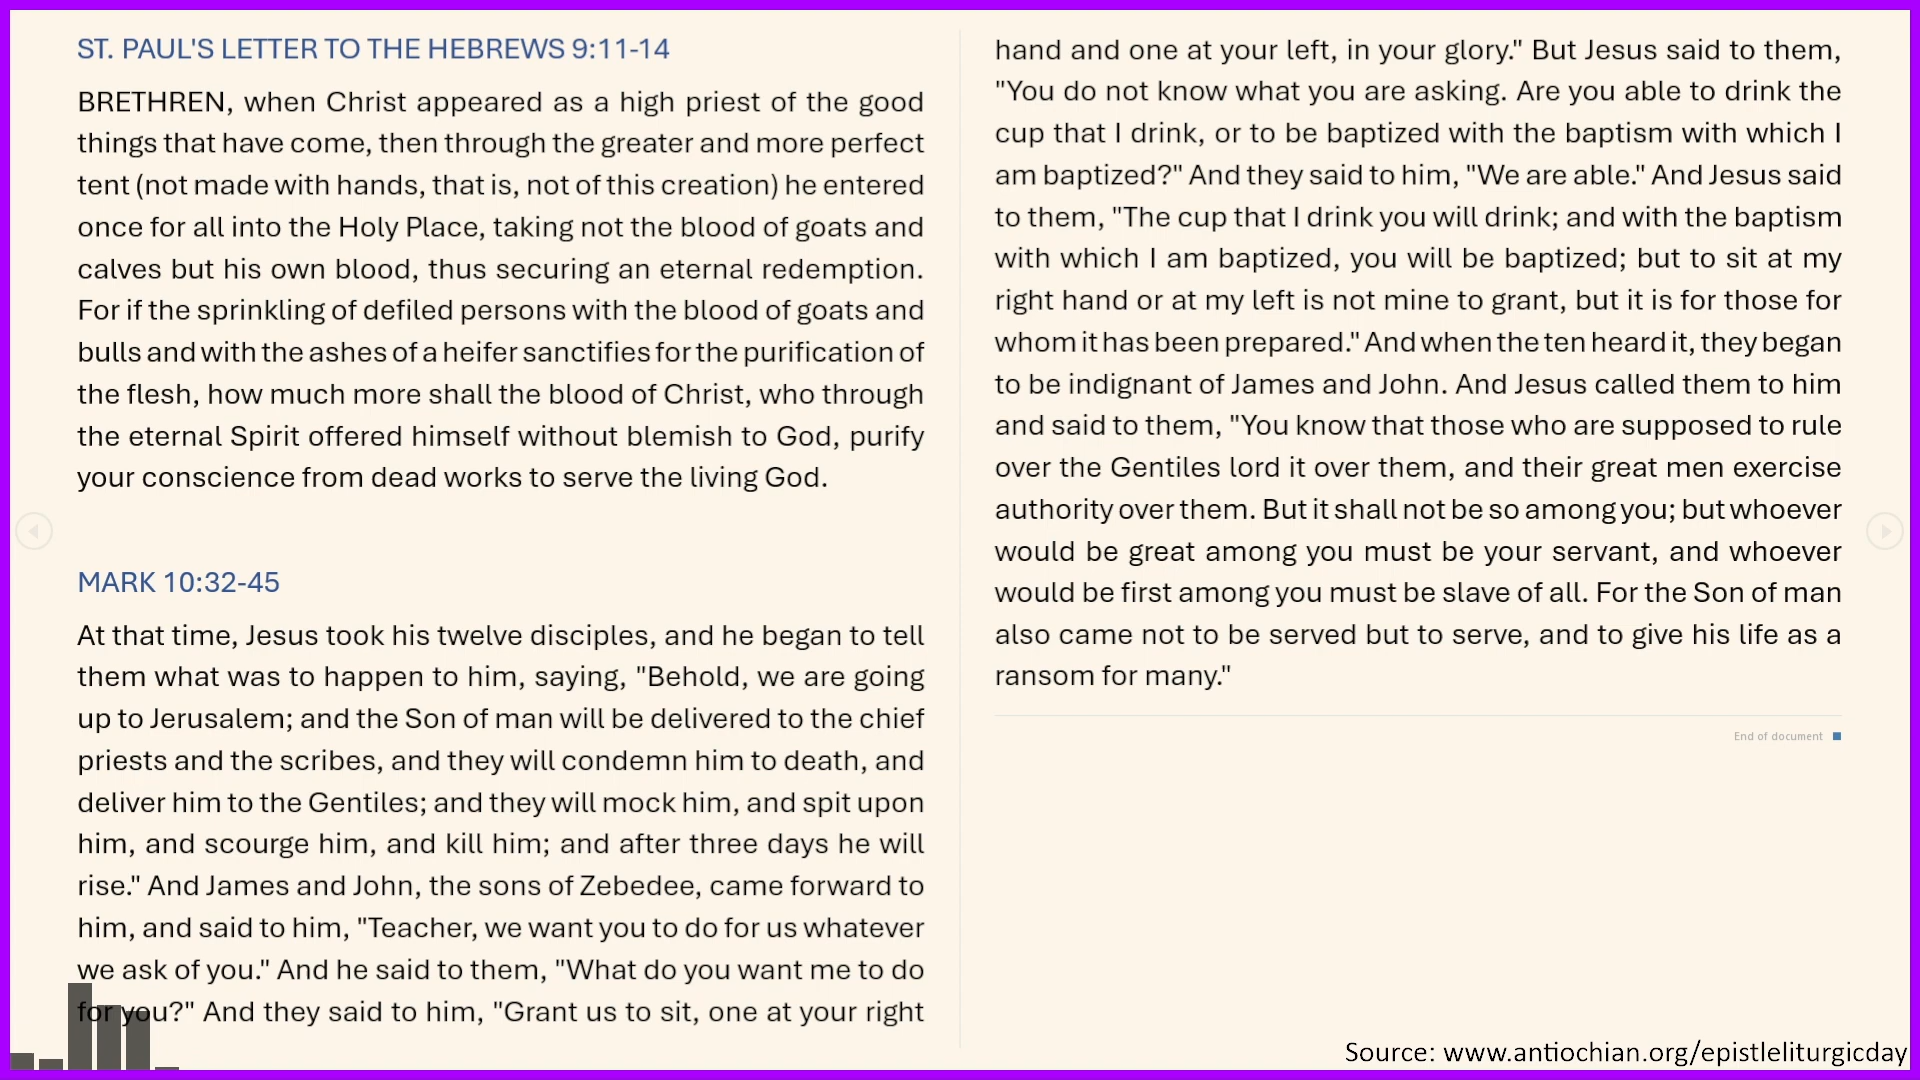 ST. PAUL'S LETTER TO THE HEBREWS 9:11-14
BRETHREN, when Christ appeared as a high priest of the good
things that have come, then through the greater and more perfect
tent (not made with hands, that is, not of this creation) he entered
once for all into the Holy Place, taking not the blood of goats and
calves but his own blood, thus securing an eternal redemption.
For if the sprinkling of defiled persons with the blood of goats and
bulls and with the ashes of a heifer sanctifies for the purification of
the flesh, how much more shall the blood of Christ, who through
the eternal Spirit offered himself without blemish to God, purify
your conscience from dead works to serve the living God.
MARK 10:32-45
At that time, Jesus took his twelve disciples, and he began to tell
them what was to happen to him, saying, "Behold, we are going
up to Jerusalem; and the Son of man will be delivered to the chief
priests and the scribes, and they will condemn him to death, and
deliver him to the Gentiles; and they will mock him, and spit upon
him, and scourge him, and kill him; and after three days he will
rise." And James and John, the sons of Zebedee, came forward to
him, and said to him, "Teacher, we want you to do for us whatever
we ask of you." And he said to them, "What do you want me to do
for you?" And they said to him, "Grant us to sit, one at your right
hand and one at your left, in your glory." But Jesus said to them,
"You do not know what you are asking. Are you able to drink the
cup that I drink, or to be baptized with the baptism with which I
am baptized?" And they said to him, "We are able." And Jesus said
to them, "The cup that I drink you will drink; and with the baptism
with which I am baptized, you will be baptized; but to sit at my
right hand or at my left is not mine to grant, but it is for those for
whom it has been prepared." And when the ten heard it, they began
to be indignant of James and John. And Jesus called them to him
and said to them, "You know that those who are supposed to rule
over the Gentiles lord it over them, and their great men exercise
authority over them. But it shall not be so among you; but whoever
would be great among you must be your servant, and whoever
would be first among you must be slave of all. For the Son of man
also came not to be served but to serve, and to give his life as a
ransom for many."
End of document
Source: www.antiochian.org/epistleliturgicday